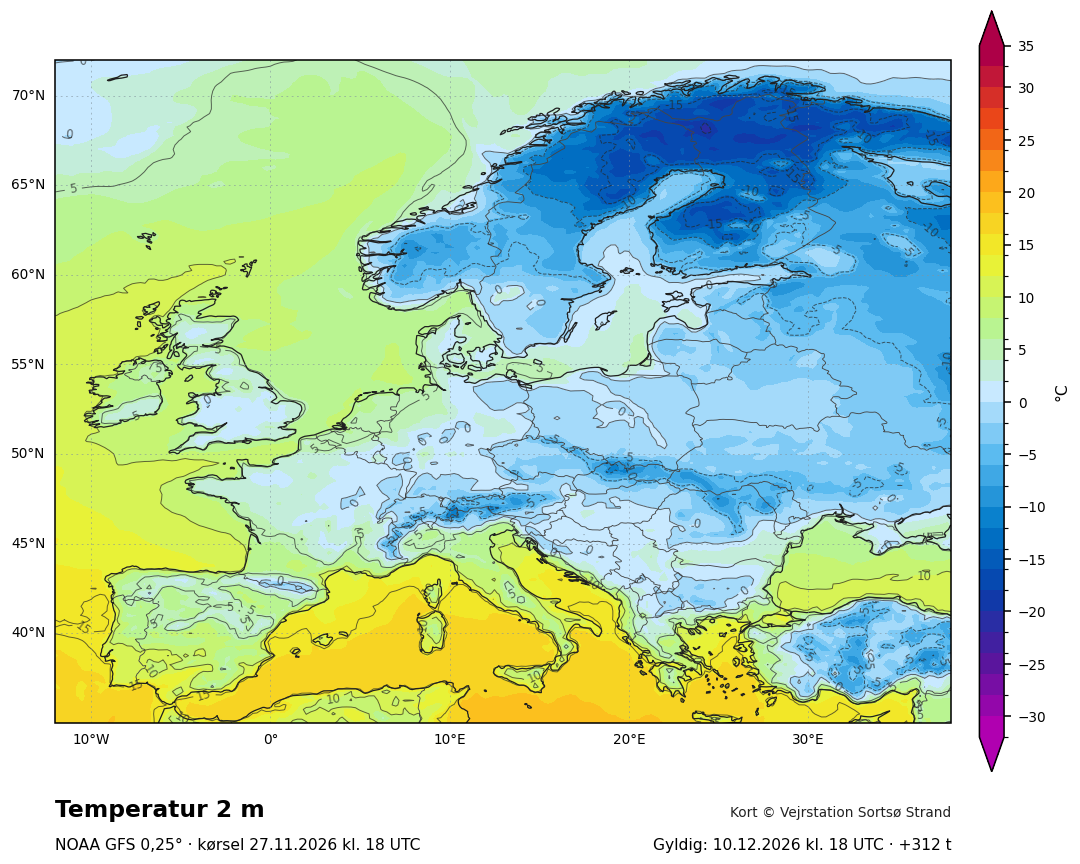 70°N
65°N
60°N
55°N
50°N
45°N
40°N
10°W
0°
10°E
20°E
30°E
35
30
25
20
15
10
5
0
−5
−10
−15
−20
−25
−30
°C
Temperatur 2 m
Kort © Vejrstation Sortsø Strand
NOAA GFS 0,25° · kørsel 27.11.2026 kl. 18 UTC
Gyldig: 10.12.2026 kl. 18 UTC · +312 t